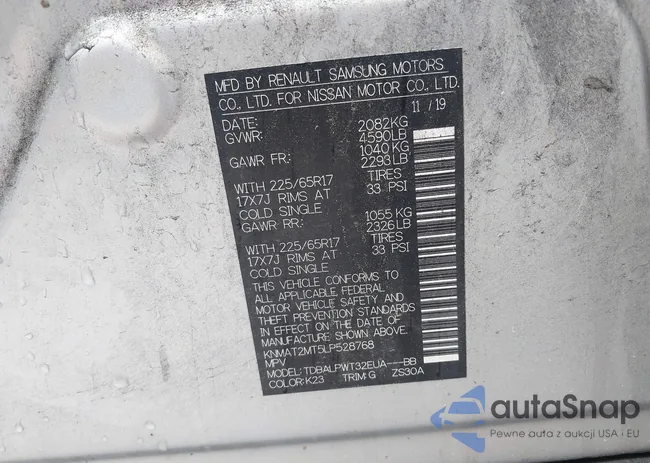 MFD BY RENAULT SAMSUNG MOTORS
CO., LTD. FOR NISSAN MOTOR CO., LTD.
DATE: 11 / 19
GVWR: 2082KG
4590LB
GAWR FR: 1040 KG
2293LB
WITH 225/65R17 TIRES
17X7J RIMS AT 33 PSI
COLD SINGLE
GAWR RR: 1055 KG
2326LB
WITH 225/65R17 TIRES
17X7J RIMS AT 33 PSI
COLD SINGLE
THIS VEHICLE CONFORMS TO
ALL APPLICABLE FEDERAL
MOTOR VEHICLE SAFETY AND
THEFT PREVENTION STANDARDS
IN EFFECT ON THE DATE OF
MANUFACTURE SHOWN ABOVE.
KNMAT2MT5LP528768
MPV
MODEL: TDBALPWT32EUA---BB
COLOR: K23 TRIM: G ZS30A
autaSnap
Pewne auta z aukcji USA i EU